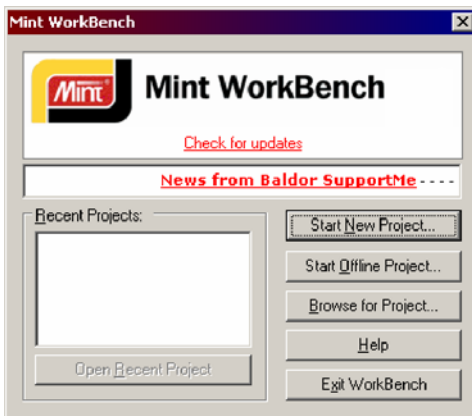 Mint WorkBench
Mint
Mint WorkBench
Check for updates
News from Baldor SupportMe - - - -
Recent Projects:
Open Recent Project
Start New Project...
Start Offline Project...
Browse for Project...
Help
Exit WorkBench